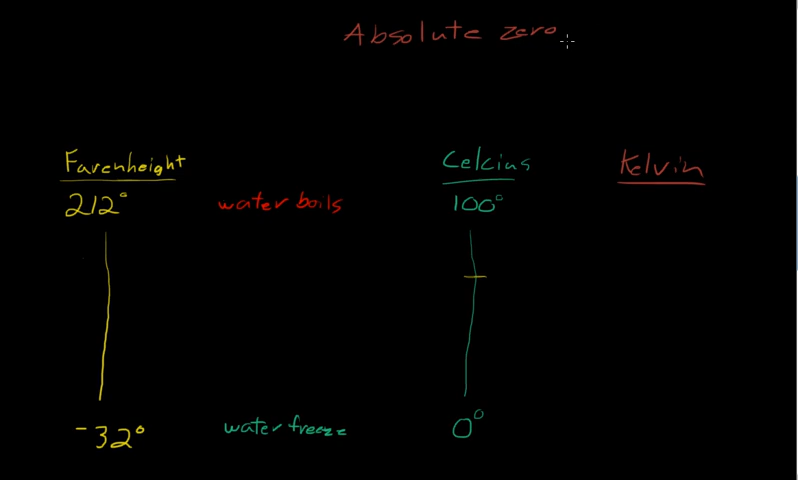 Absolute zero
Farenheight Celcius Kelvin
212° water boils 100°
-32° water freeze 0°